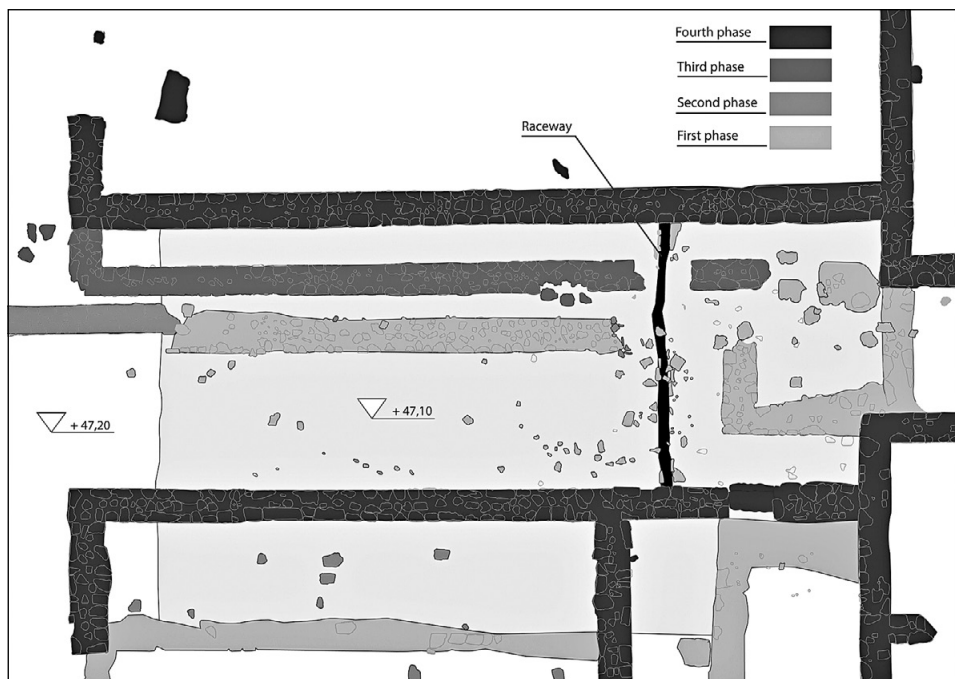 Fourth phase
Third phase
Second phase
First phase
Raceway
+ 47,20
+ 47,10